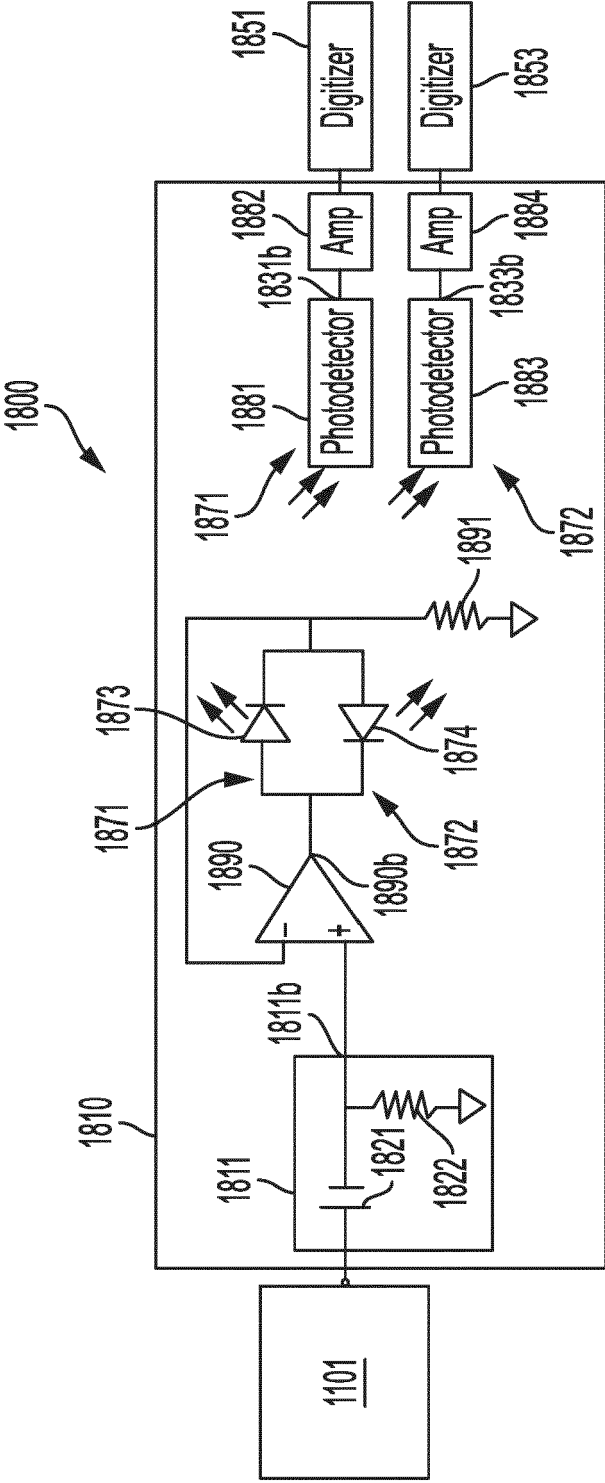 1800
1810
1101
1811
1821
1822
1811b
1890
−
+
1890b
1871
1873
1872
1874
1891
1871
1881
Photodetector
1831b
1882
Amp
1851
Digitizer
1872
1883
Photodetector
1833b
1884
Amp
1853
Digitizer